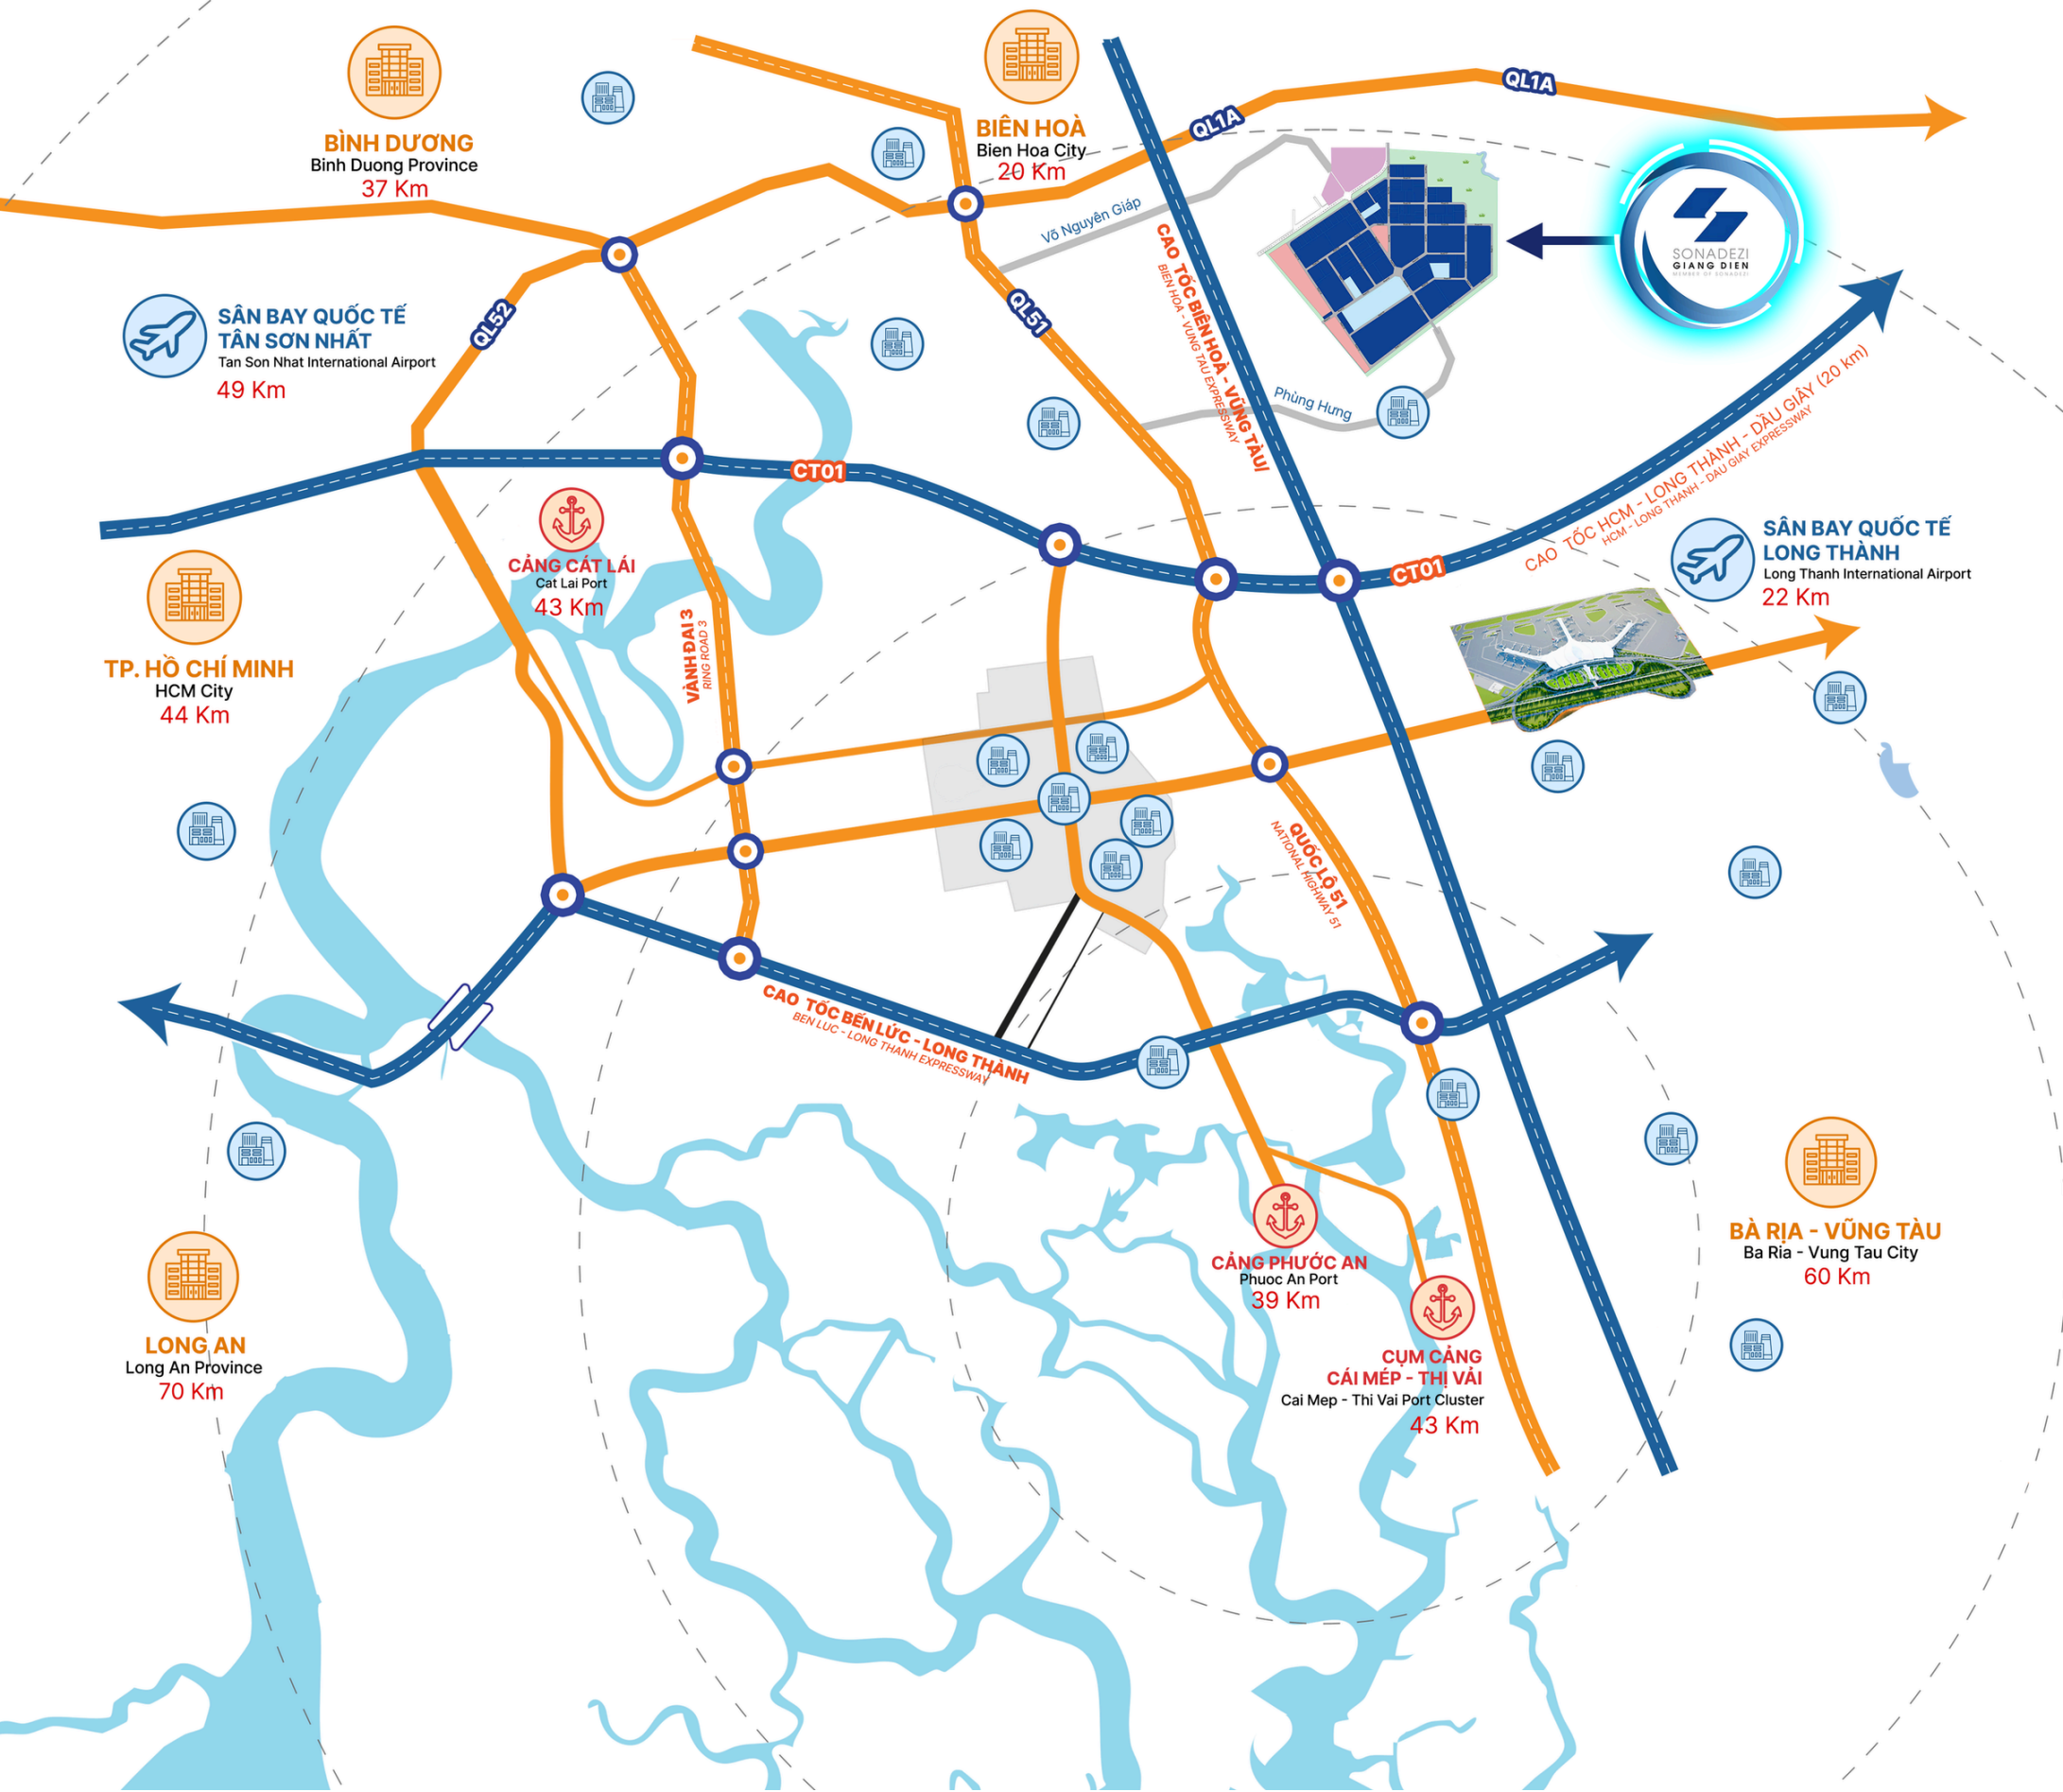 BIÊN HOÀ
Bien Hoa City
20 Km
BÌNH DƯƠNG
Binh Duong Province
37 Km
QL1A
QL1A
Võ Nguyên Giáp
SONADEZI
GIANG DIEN
MEMBER OF SONADEZI
QL52
QL51
SÂN BAY QUỐC TẾ
TÂN SƠN NHẤT
Tan Son Nhat International Airport
49 Km
CAO TỐC BIÊN HOÀ - VŨNG TÀU
BIEN HOA - VUNG TAU EXPRESSWAY
Phùng Hưng
CAO TỐC HCM - LONG THÀNH - DẦU GIÂY (20 km)
HCM - LONG THANH - DAU GIAY EXPRESSWAY
CT01
CT01
CẢNG CÁT LÁI
Cat Lai Port
43 Km
SÂN BAY QUỐC TẾ
LONG THÀNH
Long Thanh International Airport
22 Km
TP. HỒ CHÍ MINH
HCM City
44 Km
VÀNH ĐAI 3
RING ROAD 3
QUỐC LỘ 51
NATIONAL HIGHWAY 51
CAO TỐC BẾN LỨC - LONG THÀNH
BEN LUC - LONG THANH EXPRESSWAY
CẢNG PHƯỚC AN
Phuoc An Port
39 Km
BÀ RỊA - VŨNG TÀU
Ba Ria - Vung Tau City
60 Km
LONG AN
Long An Province
70 Km
CỤM CẢNG
CÁI MÉP - THỊ VẢI
Cai Mep - Thi Vai Port Cluster
43 Km